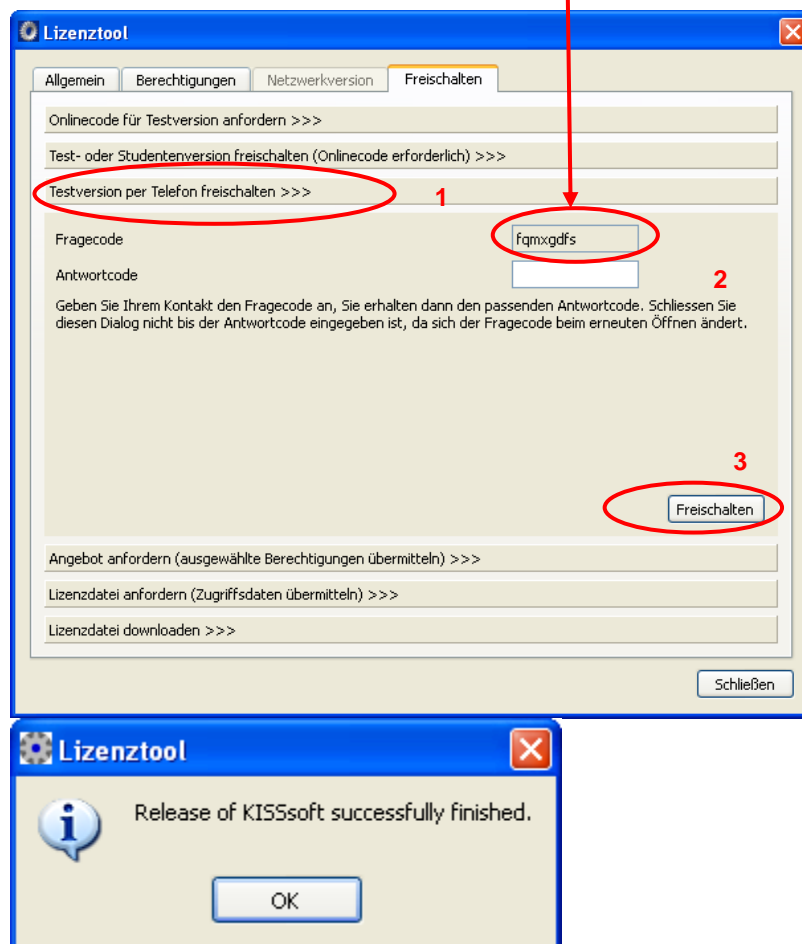 Lizenztool
Allgemein Berechtigungen Netzwerkversion Freischalten
Onlinecode für Testversion anfordern >>>
Test- oder Studentenversion freischalten (Onlinecode erforderlich) >>>
Testversion per Telefon freischalten >>> 1
Fragecode fqmxgdfs
Antwortcode 2
Geben Sie Ihrem Kontakt den Fragecode an, Sie erhalten dann den passenden Antwortcode. Schliessen Sie
diesen Dialog nicht bis der Antwortcode eingegeben ist, da sich der Fragecode beim erneuten Öffnen ändert.
3
Freischalten
Angebot anfordern (ausgewählte Berechtigungen übermitteln) >>>
Lizenzdatei anfordern (Zugriffsdaten übermitteln) >>>
Lizenzdatei downloaden >>>
Schließen
Lizenztool
Release of KISSsoft successfully finished.
OK